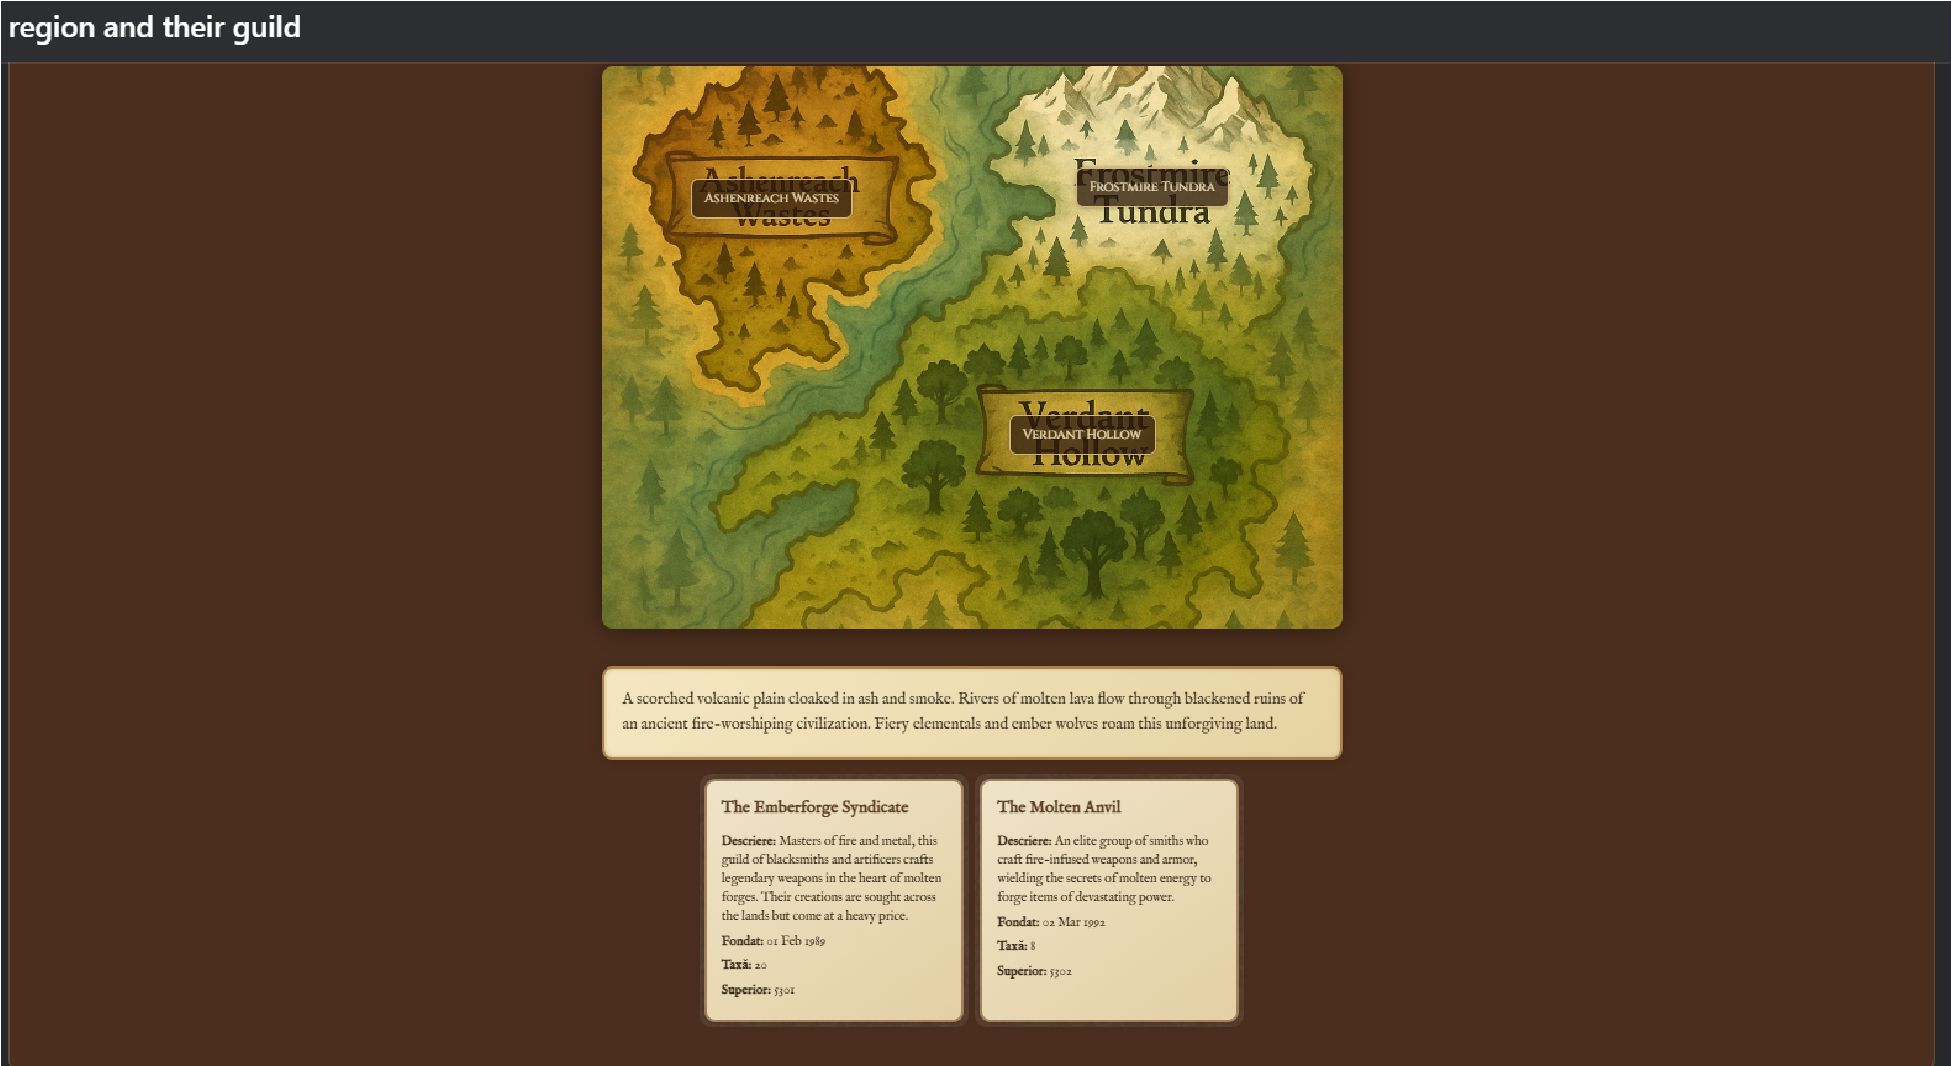 region and their guild
Ashenreach
ASHENREACH WASTES
Wastes
Frostmire
FROSTMIRE TUNDRA
Tundra
Verdant
VERDANT HOLLOW
Hollow
A scorched volcanic plain cloaked in ash and smoke. Rivers of molten lava flow through blackened ruins of
an ancient fire-worshiping civilization. Fiery elementals and ember wolves roam this unforgiving land.
The Emberforge Syndicate
Descriere: Masters of fire and metal, this
guild of blacksmiths and artificers crafts
legendary weapons in the heart of molten
forges. Their creations are sought across
the lands but come at a heavy price.
Fondat: 01 Feb 1989
Taxă: 20
Superior: 5301
The Molten Anvil
Descriere: An elite group of smiths who
craft fire-infused weapons and armor,
wielding the secrets of molten energy to
forge items of devastating power.
Fondat: 02 Mar 1992
Taxă: 8
Superior: 5302